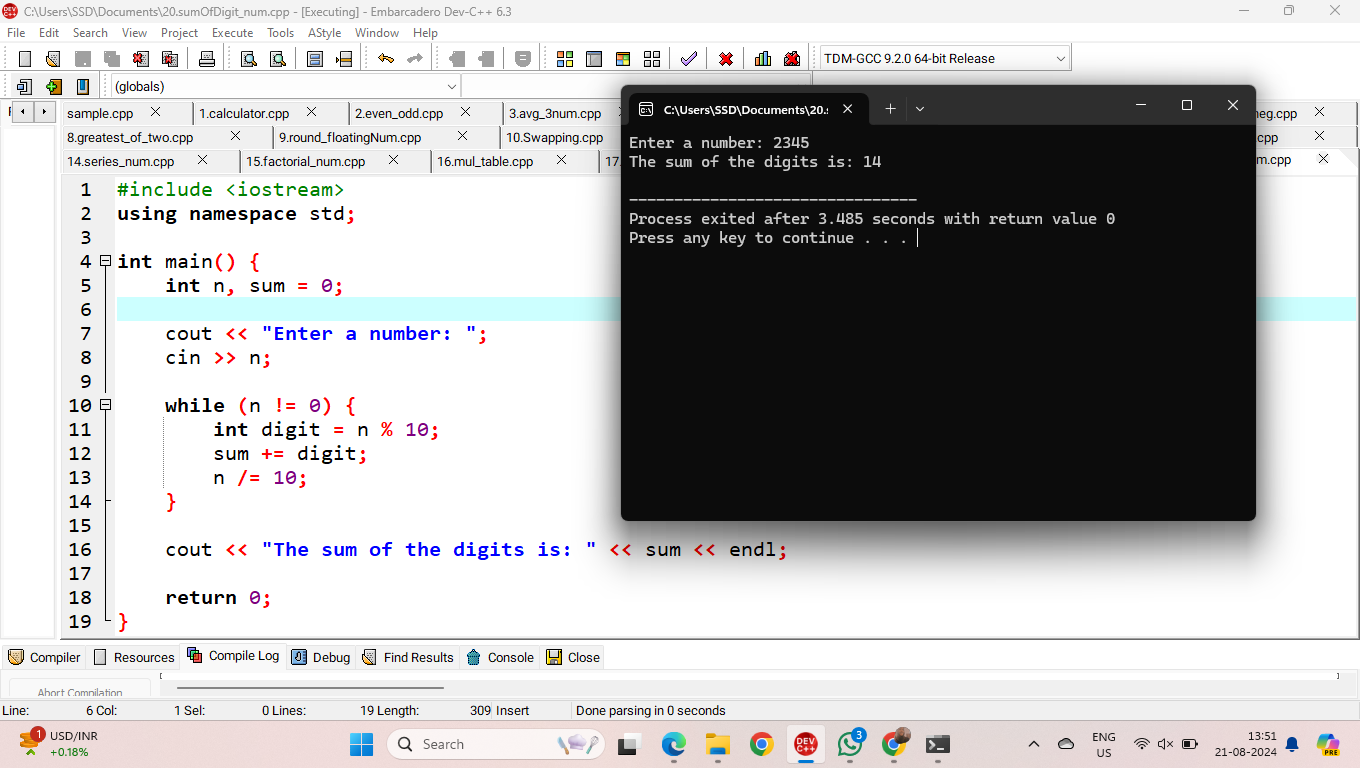 C:\Users\SSD\Documents\20.sumOfDigit_num.cpp - [Executing] - Embarcadero Dev-C++ 6.3
File Edit Search View Project Execute Tools AStyle Window Help
TDM-GCC 9.2.0 64-bit Release
(globals)
sample.cpp 1.calculator.cpp 2.even_odd.cpp 3.avg_3num.cpp
8.greatest_of_two.cpp 9.round_floatingNum.cpp 10.Swapping.cpp
14.series_num.cpp 15.factorial_num.cpp 16.mul_table.cpp
C:\Users\SSD\Documents\20.
Enter a number: 2345
The sum of the digits is: 14
--------------------------------
Process exited after 3.485 seconds with return value 0
Press any key to continue . . .
1 #include <iostream>
2 using namespace std;
3
4 int main() {
5 int n, sum = 0;
6
7 cout << "Enter a number: ";
8 cin >> n;
9
10 while (n != 0) {
11 int digit = n % 10;
12 sum += digit;
13 n /= 10;
14 }
15
16 cout << "The sum of the digits is: " << sum << endl;
17
18 return 0;
19 }
Compiler Resources Compile Log Debug Find Results Console Close
Abort Compilation
Line: 6 Col: 1 Sel: 0 Lines: 19 Length: 309 Insert Done parsing in 0 seconds
1 USD/INR
+0.18%
Search
DEV C++
3
ENG
US
13:51
21-08-2024
PRE